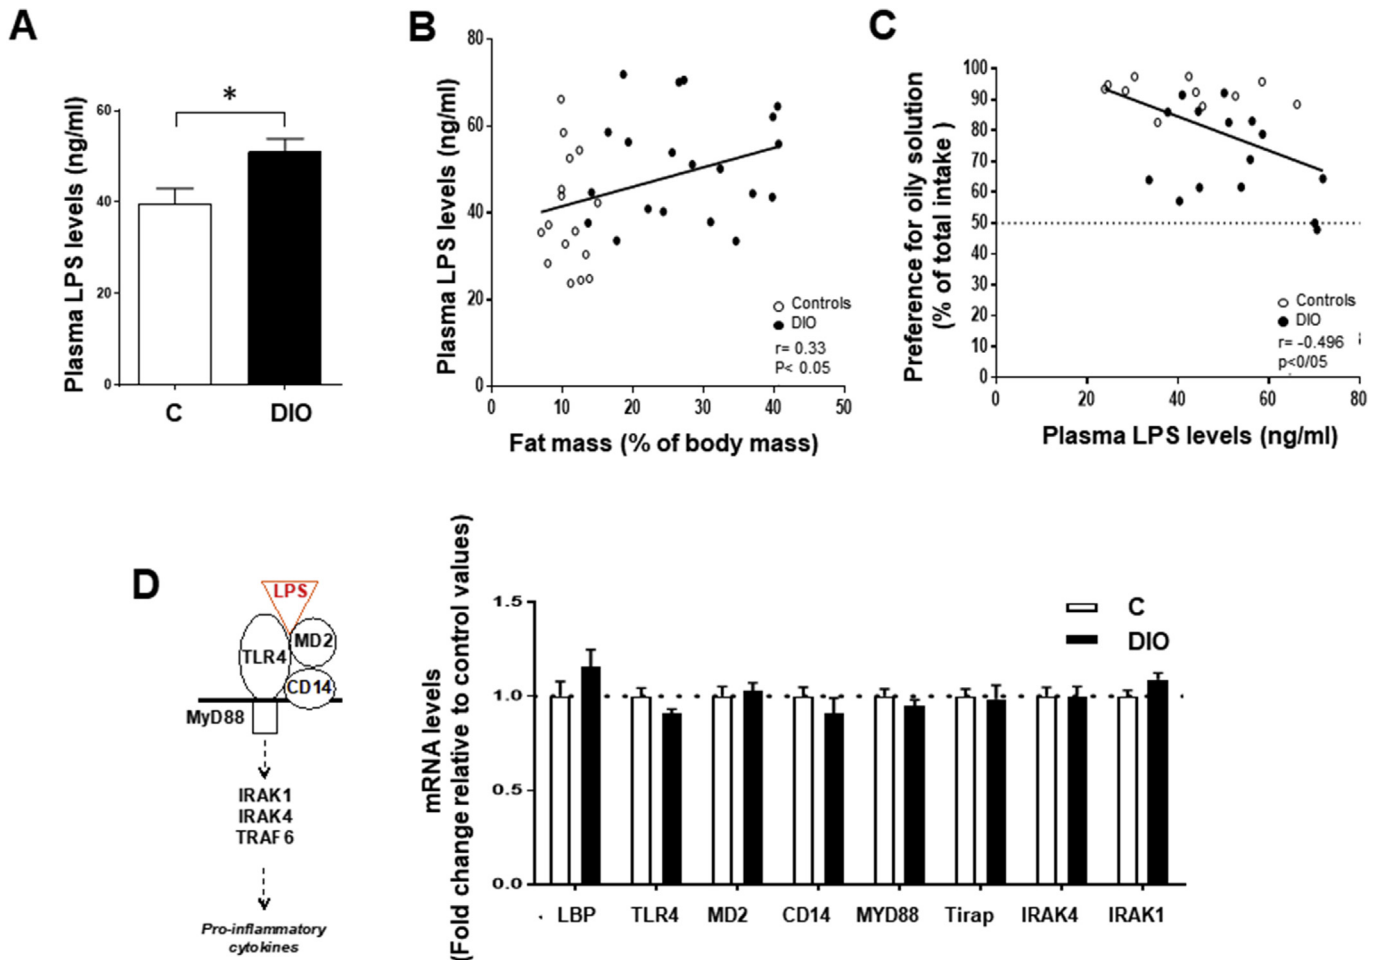 A
Plasma LPS levels (ng/ml)
60
40
20
0
*
C
DIO
B
Plasma LPS levels (ng/ml)
80
60
40
20
0
0
10
20
30
40
50
Fat mass (% of body mass)
Controls
DIO
r= 0.33
P< 0.05
C
Preference for oily solution
(% of total intake )
100
90
80
70
60
50
40
30
20
10
0
0
20
40
60
80
Plasma LPS levels (ng/ml)
Controls
DIO
r= -0.496
p<0/05
D
LPS
MD2
TLR4
CD14
MyD88
IRAK1
IRAK4
TRAF6
Pro-inflammatory
cytokines
mRNA levels
(Fold change relative to control values)
1.5
1.0
0.5
0.0
C
DIO
LBP
TLR4
MD2
CD14
MYD88
Tirap
IRAK4
IRAK1